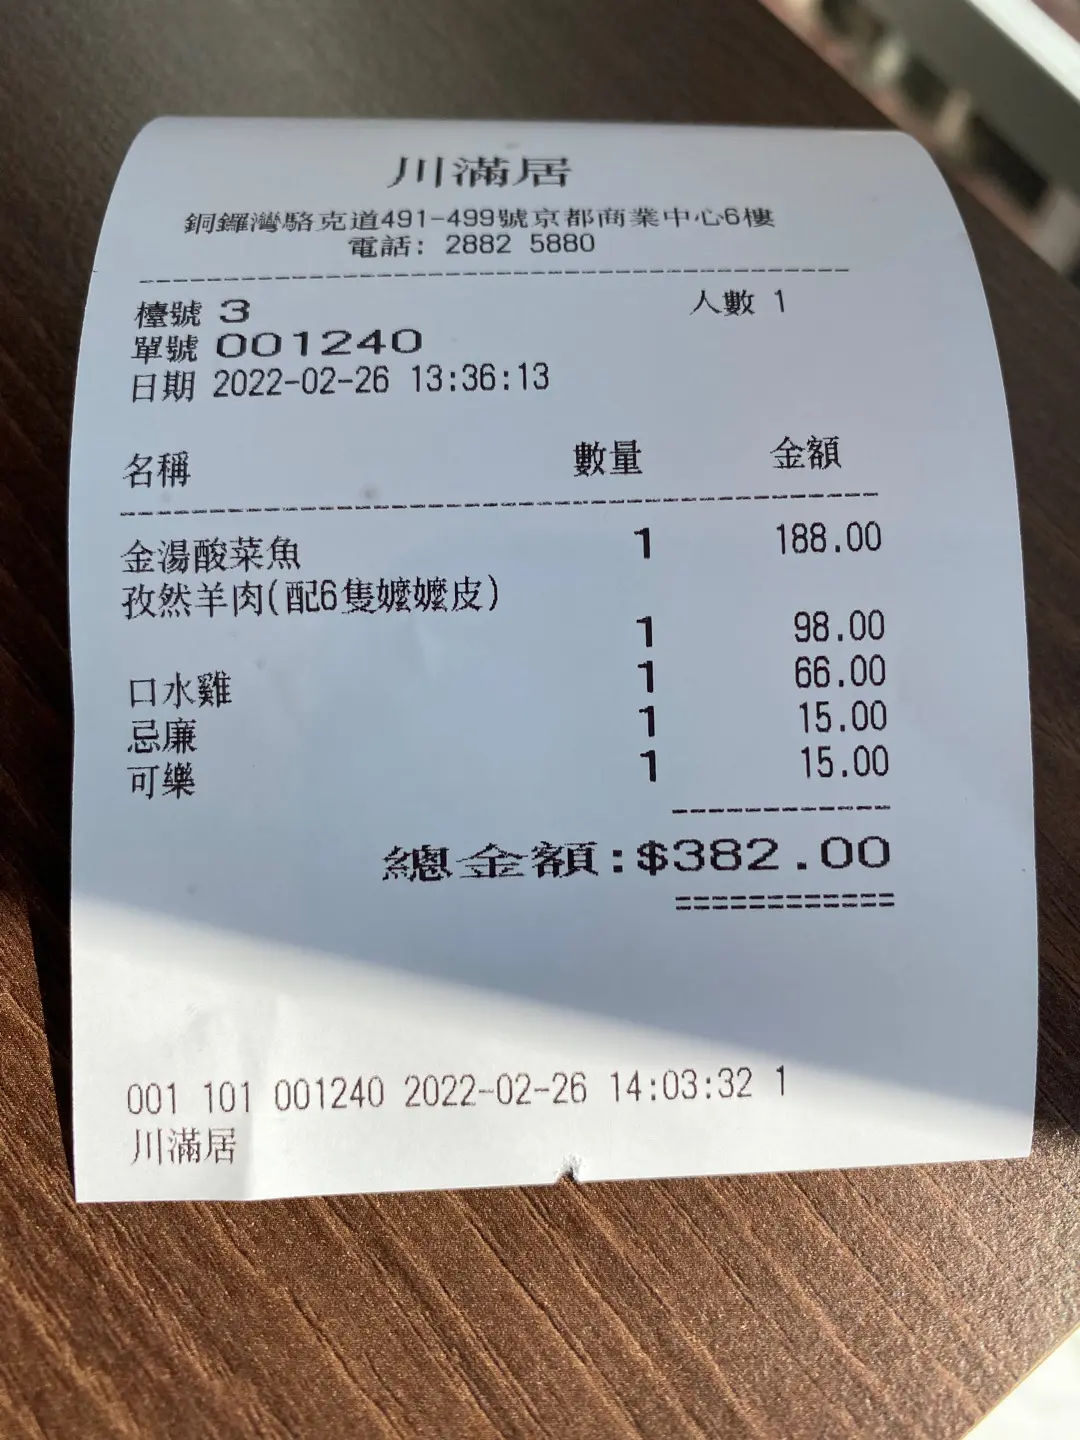 川滿居
銅鑼灣駱克道491-499號京都商業中心6樓
電話: 2882 5880
檯號 3 人數 1
單號 001240
日期 2022-02-26 13:36:13
名稱 數量 金額
金湯酸菜魚 1 188.00
孜然羊肉(配6隻嬤嬤皮)
1 98.00
口水雞 1 66.00
忌廉 1 15.00
可樂 1 15.00
總金額:$382.00
001 101 001240 2022-02-26 14:03:32 1
川滿居